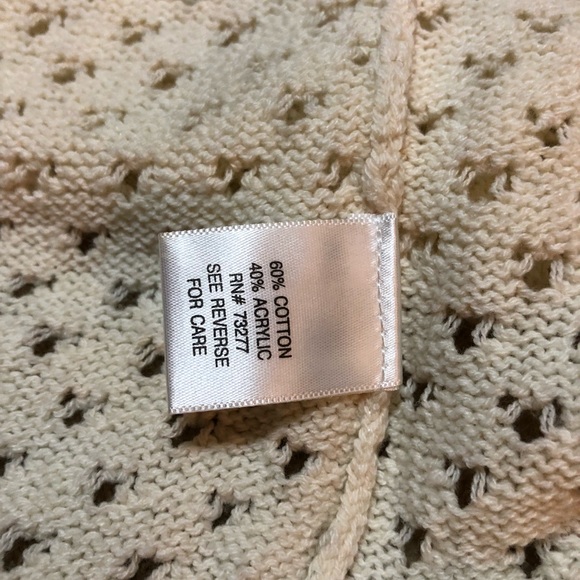 60% COTTON
40% ACRYLIC
RN# 73277
SEE REVERSE
FOR CARE